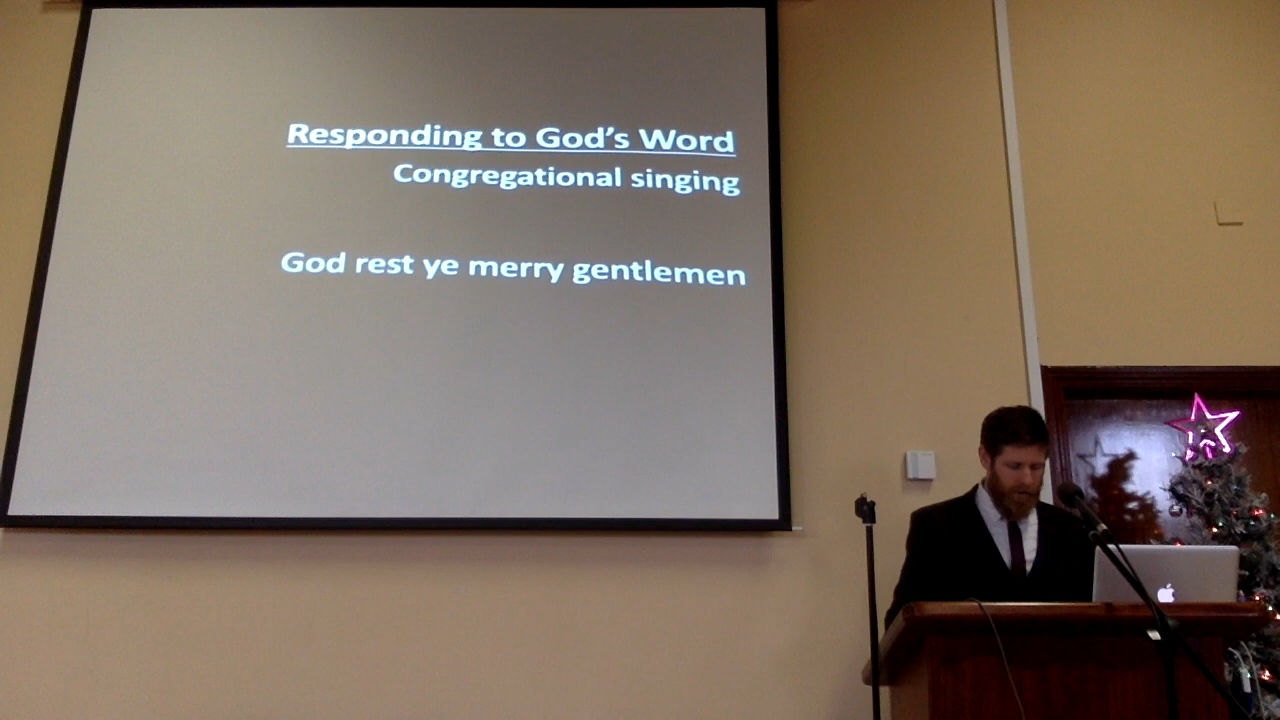 Responding to God's Word
Congregational singing
God rest ye merry gentlemen